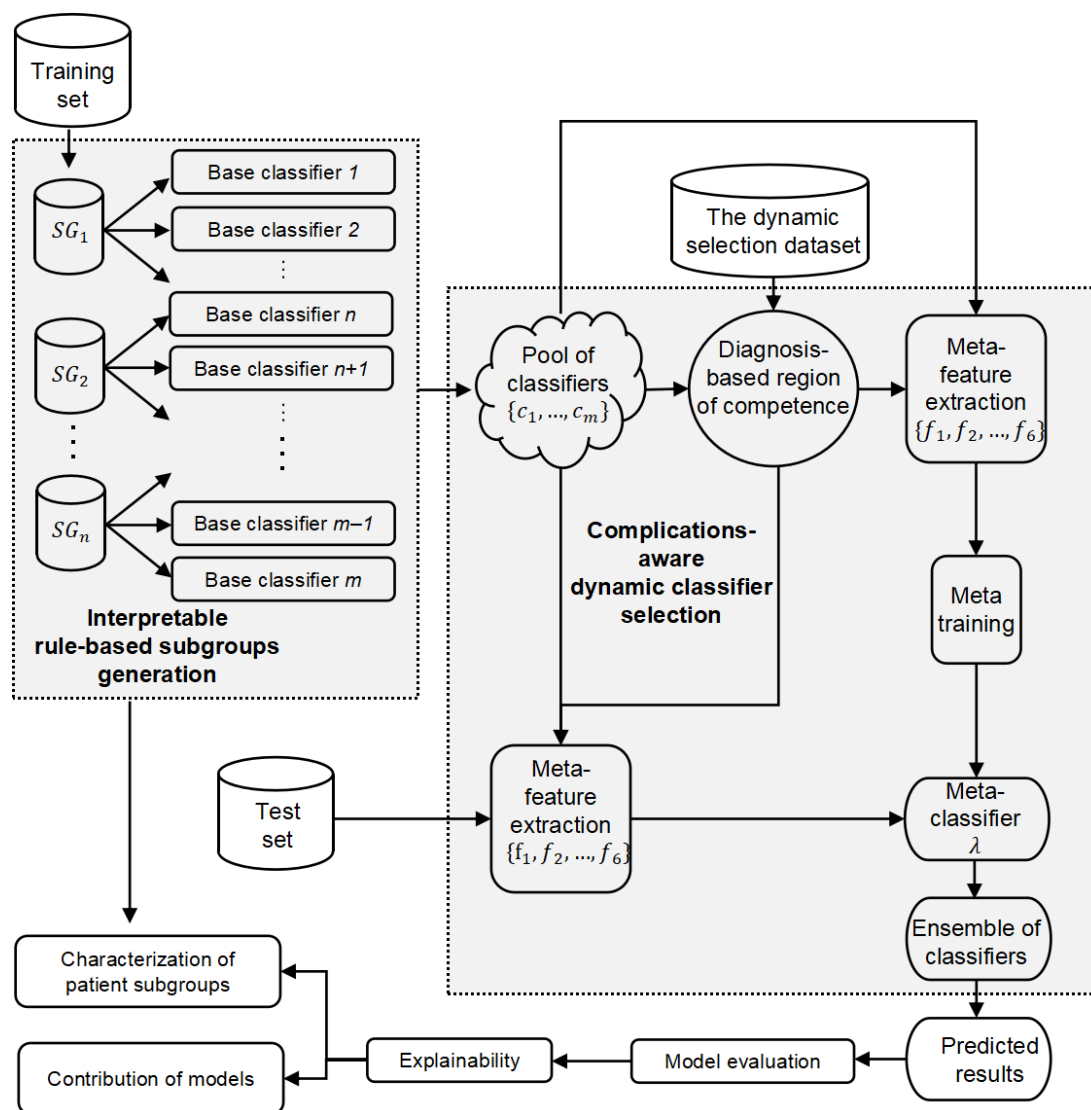 Training
set
SG₁
Base classifier 1
Base classifier 2
⋮
SG₂
Base classifier n
Base classifier n+1
⋮
⋮
⋮
SGₙ
Base classifier m–1
Base classifier m
Interpretable
rule-based subgroups
generation
The dynamic
selection dataset
Pool of
classifiers
{c₁, …, cₘ}
Diagnosis-
based region
of competence
Meta-
feature
extraction
{f₁, f₂, …, f₆}
Complications-
aware
dynamic classifier
selection
Meta
training
Test
set
Meta-
feature
extraction
{f₁, f₂, …, f₆}
Meta-
classifier
λ
Ensemble of
classifiers
Characterization of
patient subgroups
Contribution of models
Explainability
Model evaluation
Predicted
results